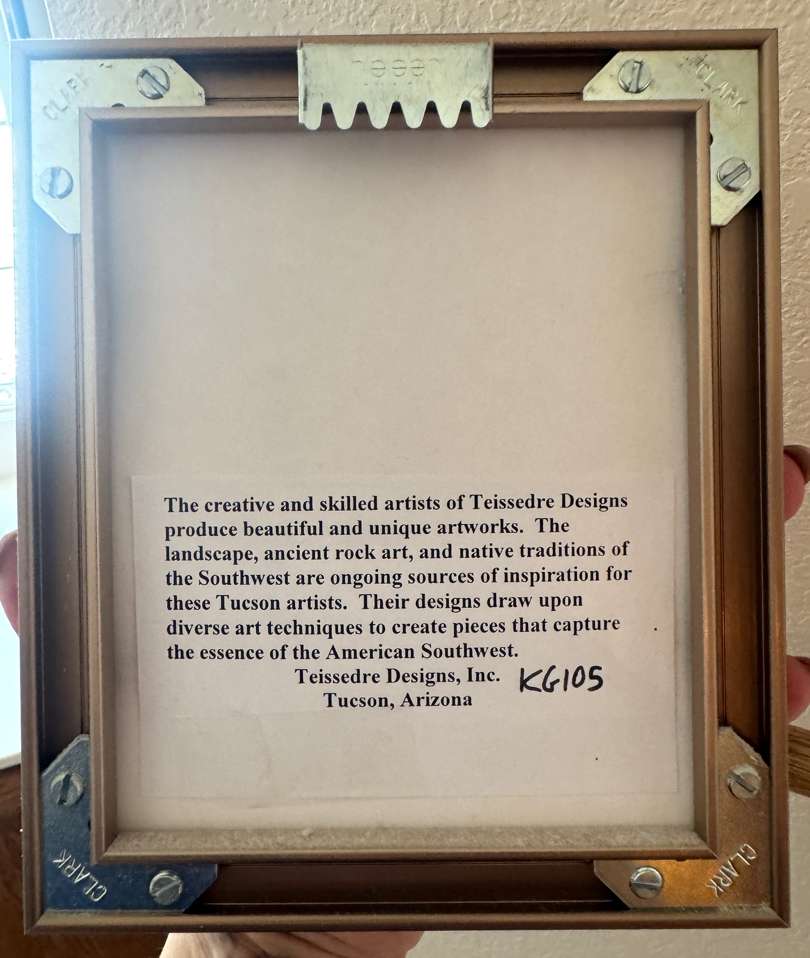 CLARK
CLARK
The creative and skilled artists of Teissedre Designs
produce beautiful and unique artworks. The
landscape, ancient rock art, and native traditions of
the Southwest are ongoing sources of inspiration for
these Tucson artists. Their designs draw upon
diverse art techniques to create pieces that capture
the essence of the American Southwest.
Teissedre Designs, Inc. KG105
Tucson, Arizona
CLARK
CLARK